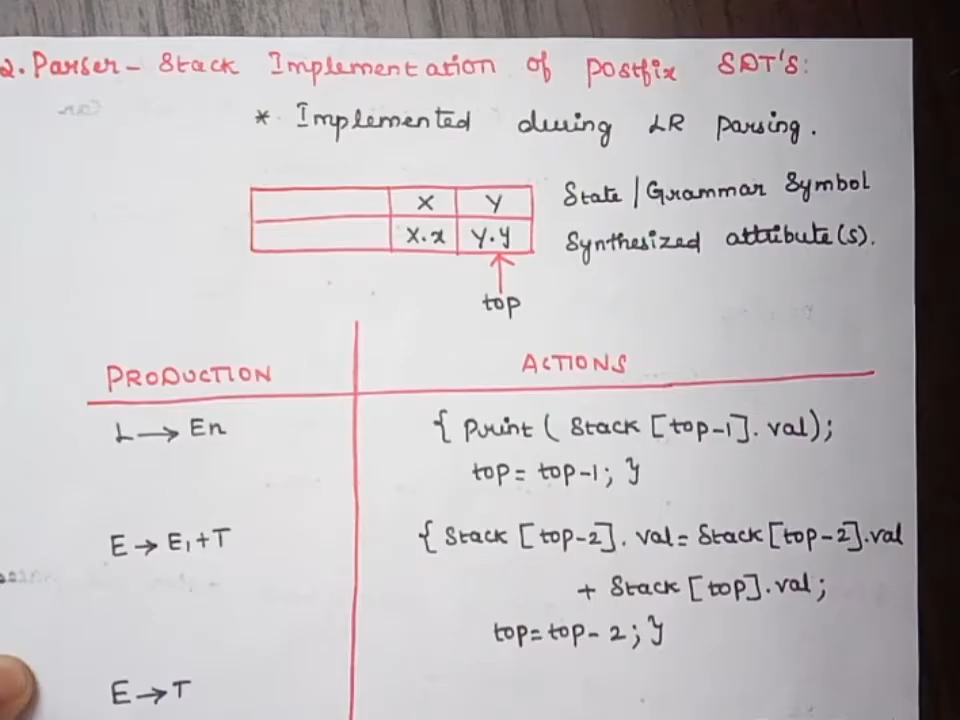 2. Parser - Stack Implementation of Postfix SDT'S:
* Implemented during LR parsing.
X Y State / Grammar Symbol
X.x Y.y Synthesized attribute(s).
top
PRODUCTION ACTIONS
L → En { Print ( Stack [top-1]. val);
top = top-1; }
E → E₁+T { Stack [top-2]. val = Stack [top-2].val
+ Stack [top].val;
top = top - 2; }
E → T